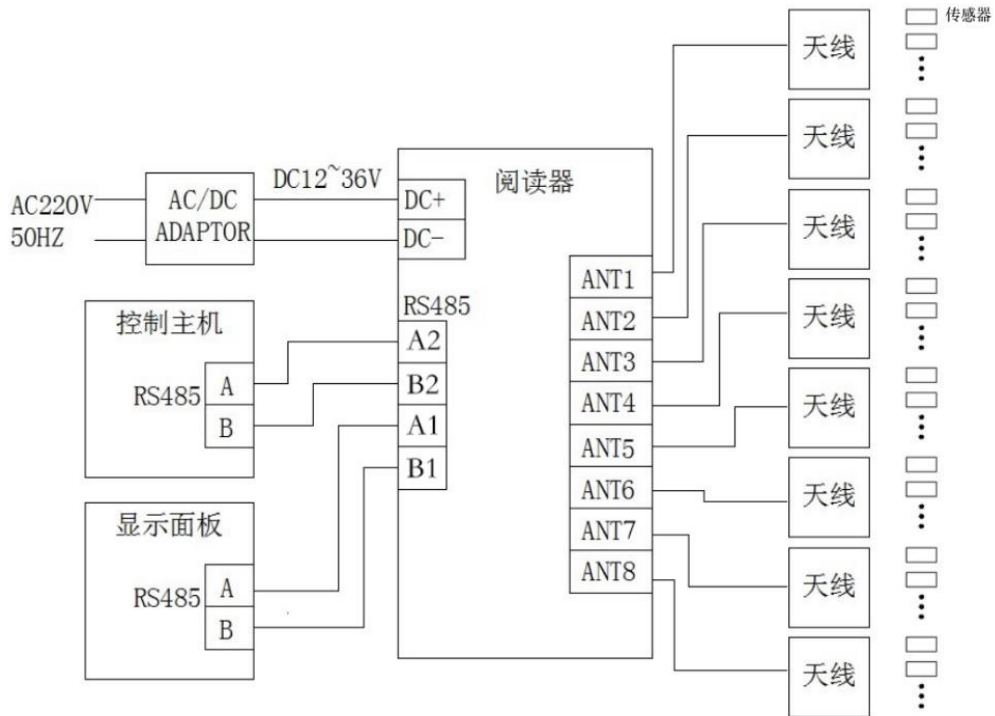 传感器
天线
天线
天线
天线
天线
天线
天线
天线
阅读器
DC12~36V
AC220V
50HZ
AC/DC
ADAPTOR
DC+
DC-
RS485
A2
B2
A1
B1
ANT1
ANT2
ANT3
ANT4
ANT5
ANT6
ANT7
ANT8
控制主机
RS485
A
B
显示面板
RS485
A
B